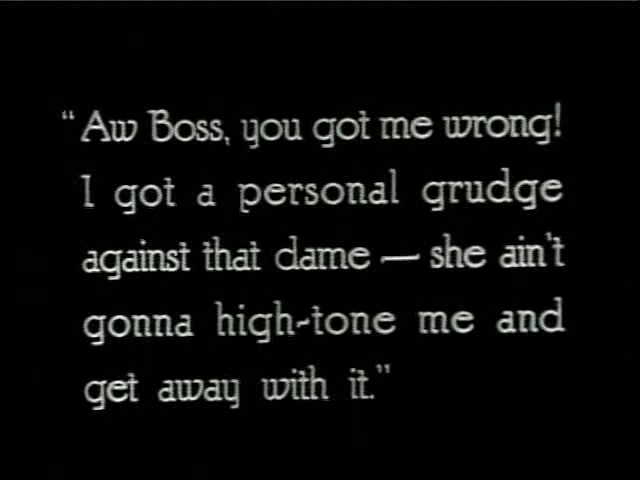 “Aw Boss, you got me wrong!
I got a personal grudge
against that dame — she ain't
gonna high-tone me and
get away with it.”